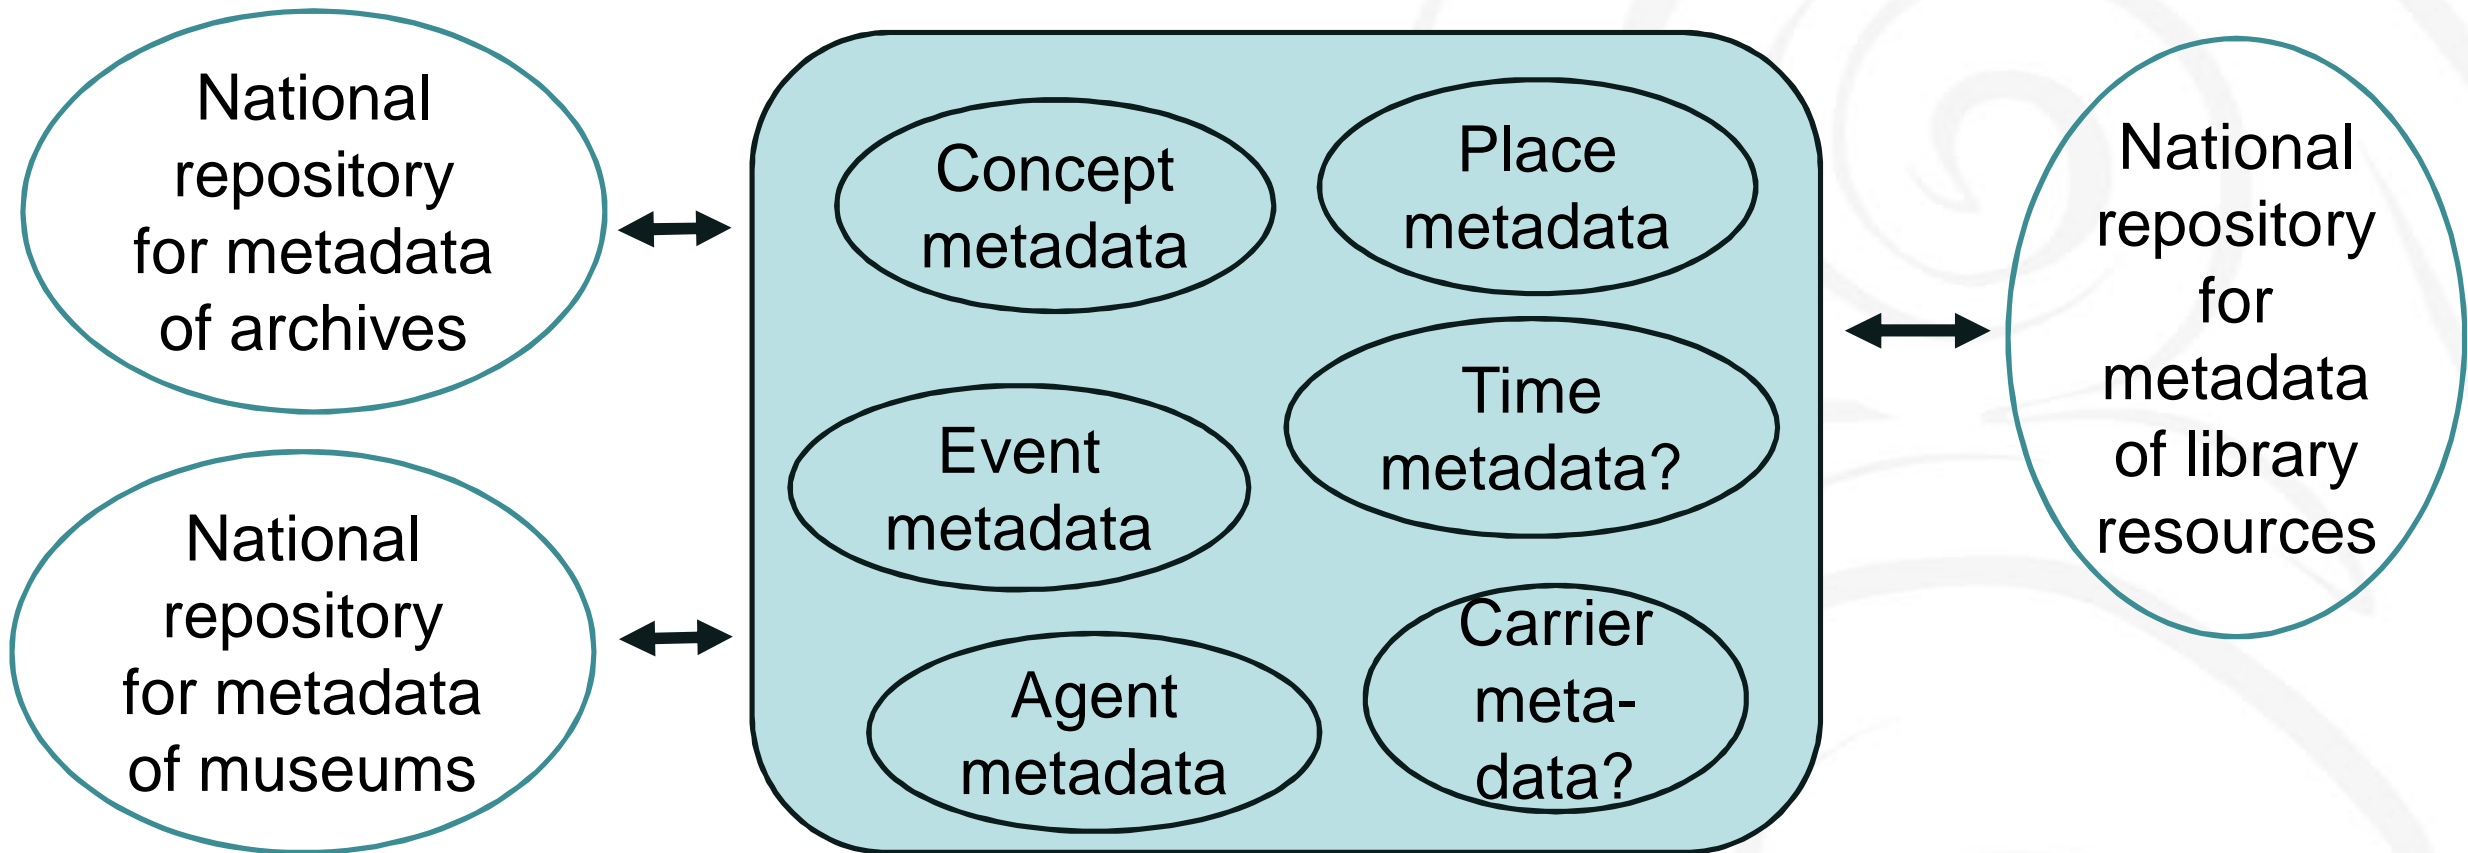 National
repository
for metadata
of archives
National
repository
for metadata
of museums
Concept
metadata
Place
metadata
Event
metadata
Time
metadata?
Agent
metadata
Carrier
meta-
data?
National
repository
for
metadata
of library
resources